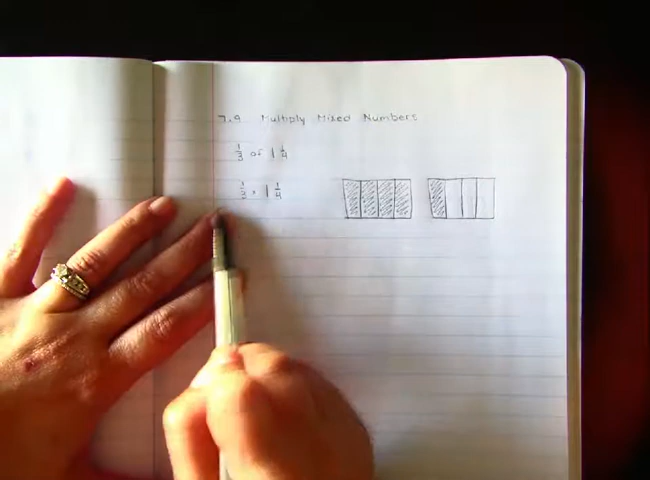 7.9 Multiply Mixed Numbers
1/3 of 1 1/4
1/3 × 1 1/4